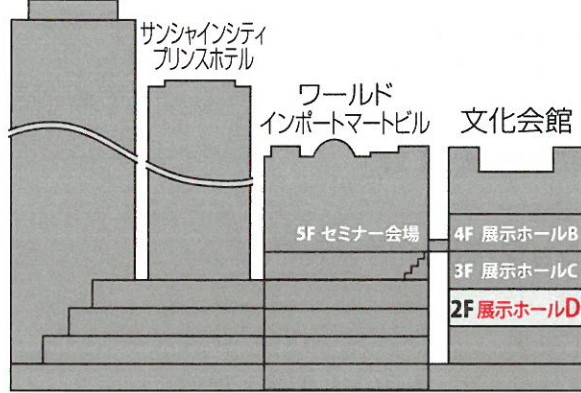 サンシャインシティ
プリンスホテル
ワールド
インポートマートビル
文化会館
5F セミナー会場
4F 展示ホールB
3F 展示ホールC
2F 展示ホールD